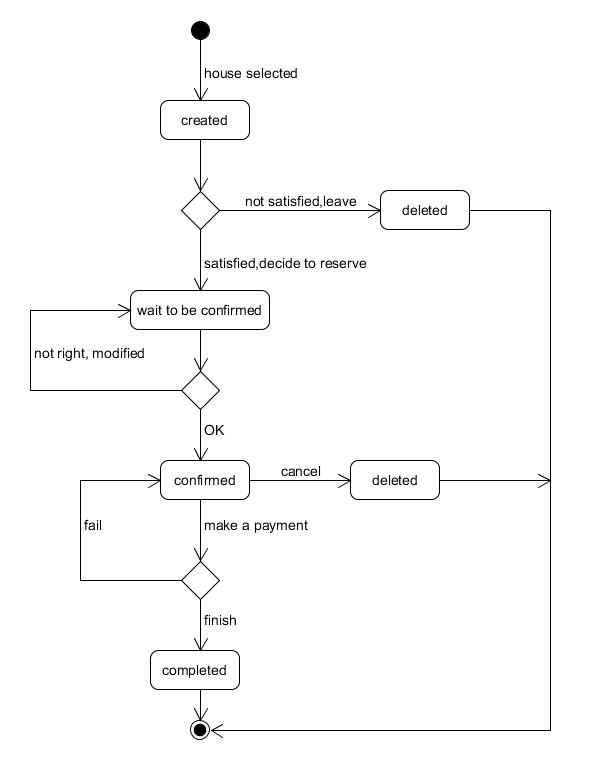 house selected
created
not satisfied,leave
deleted
satisfied,decide to reserve
wait to be confirmed
not right, modified
OK
confirmed
cancel
deleted
fail
make a payment
finish
completed